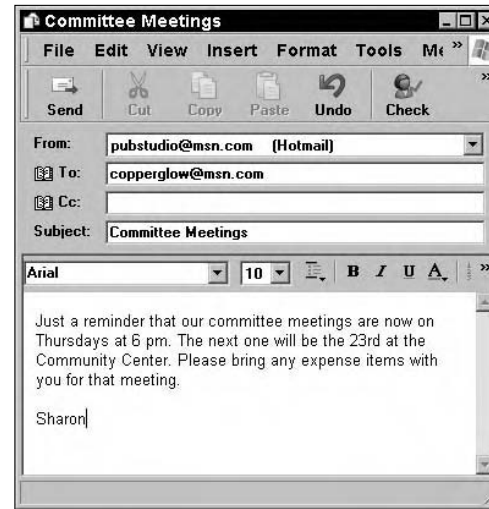 Committee Meetings
File Edit View Insert Format Tools »
Send Cut Copy Paste Undo Check »
From: pubstudio@msn.com (Hotmail)
To: copperglow@msn.com
Cc:
Subject: Committee Meetings
Arial 10 B I U A »
Just a reminder that our committee meetings are now on
Thursdays at 6 pm. The next one will be the 23rd at the
Community Center. Please bring any expense items with
you for that meeting.
Sharon